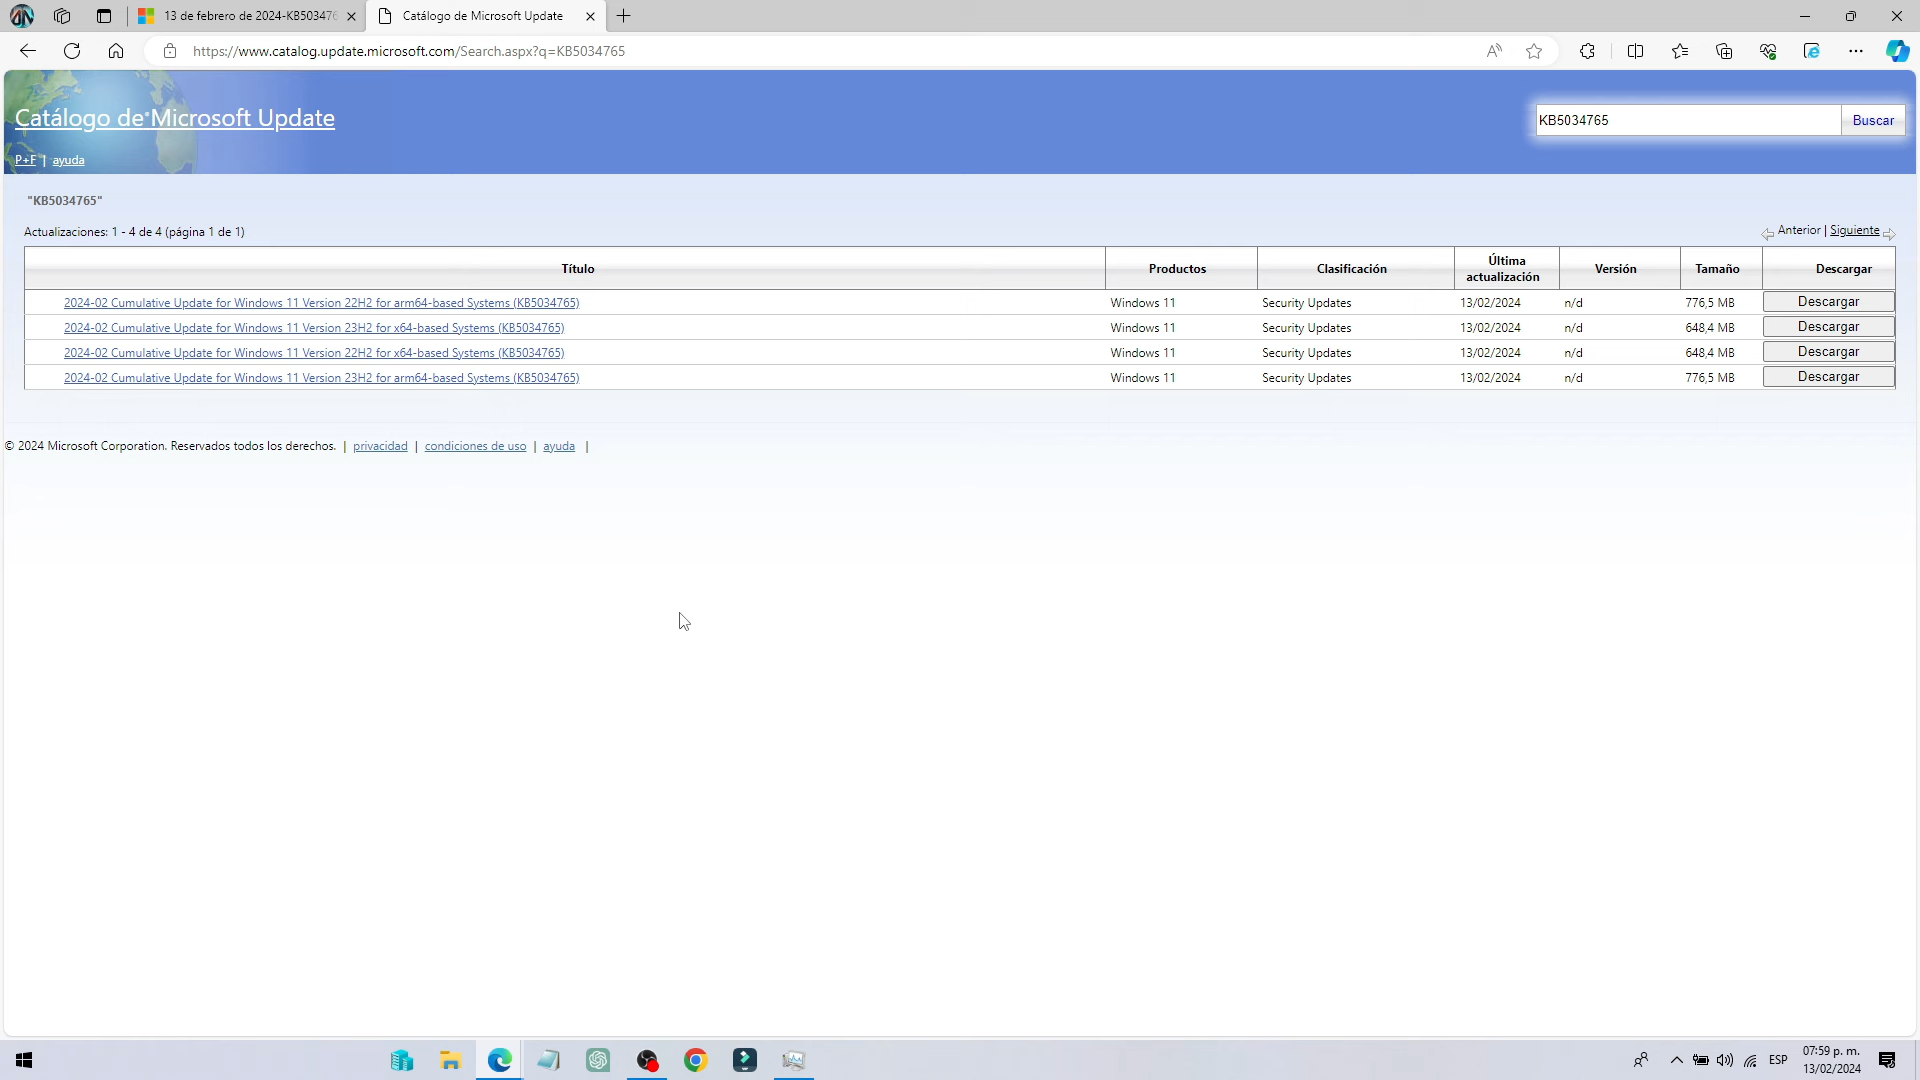 13 de febrero de 2024-KB503476
Catálogo de Microsoft Update
https://www.catalog.update.microsoft.com/Search.aspx?q=KB5034765
Catálogo de Microsoft Update
KB5034765
Buscar
P+F | ayuda
"KB5034765"
Actualizaciones: 1 - 4 de 4 (página 1 de 1)
Anterior | Siguiente
Título Productos Clasificación Última actualización Versión Tamaño Descargar
2024-02 Cumulative Update for Windows 11 Version 22H2 for arm64-based Systems (KB5034765) Windows 11 Security Updates 13/02/2024 n/d 776,5 MB Descargar
2024-02 Cumulative Update for Windows 11 Version 23H2 for x64-based Systems (KB5034765) Windows 11 Security Updates 13/02/2024 n/d 648,4 MB Descargar
2024-02 Cumulative Update for Windows 11 Version 22H2 for x64-based Systems (KB5034765) Windows 11 Security Updates 13/02/2024 n/d 648,4 MB Descargar
2024-02 Cumulative Update for Windows 11 Version 23H2 for arm64-based Systems (KB5034765) Windows 11 Security Updates 13/02/2024 n/d 776,5 MB Descargar
© 2024 Microsoft Corporation. Reservados todos los derechos. | privacidad | condiciones de uso | ayuda |
ESP
07:59 p. m.
13/02/2024